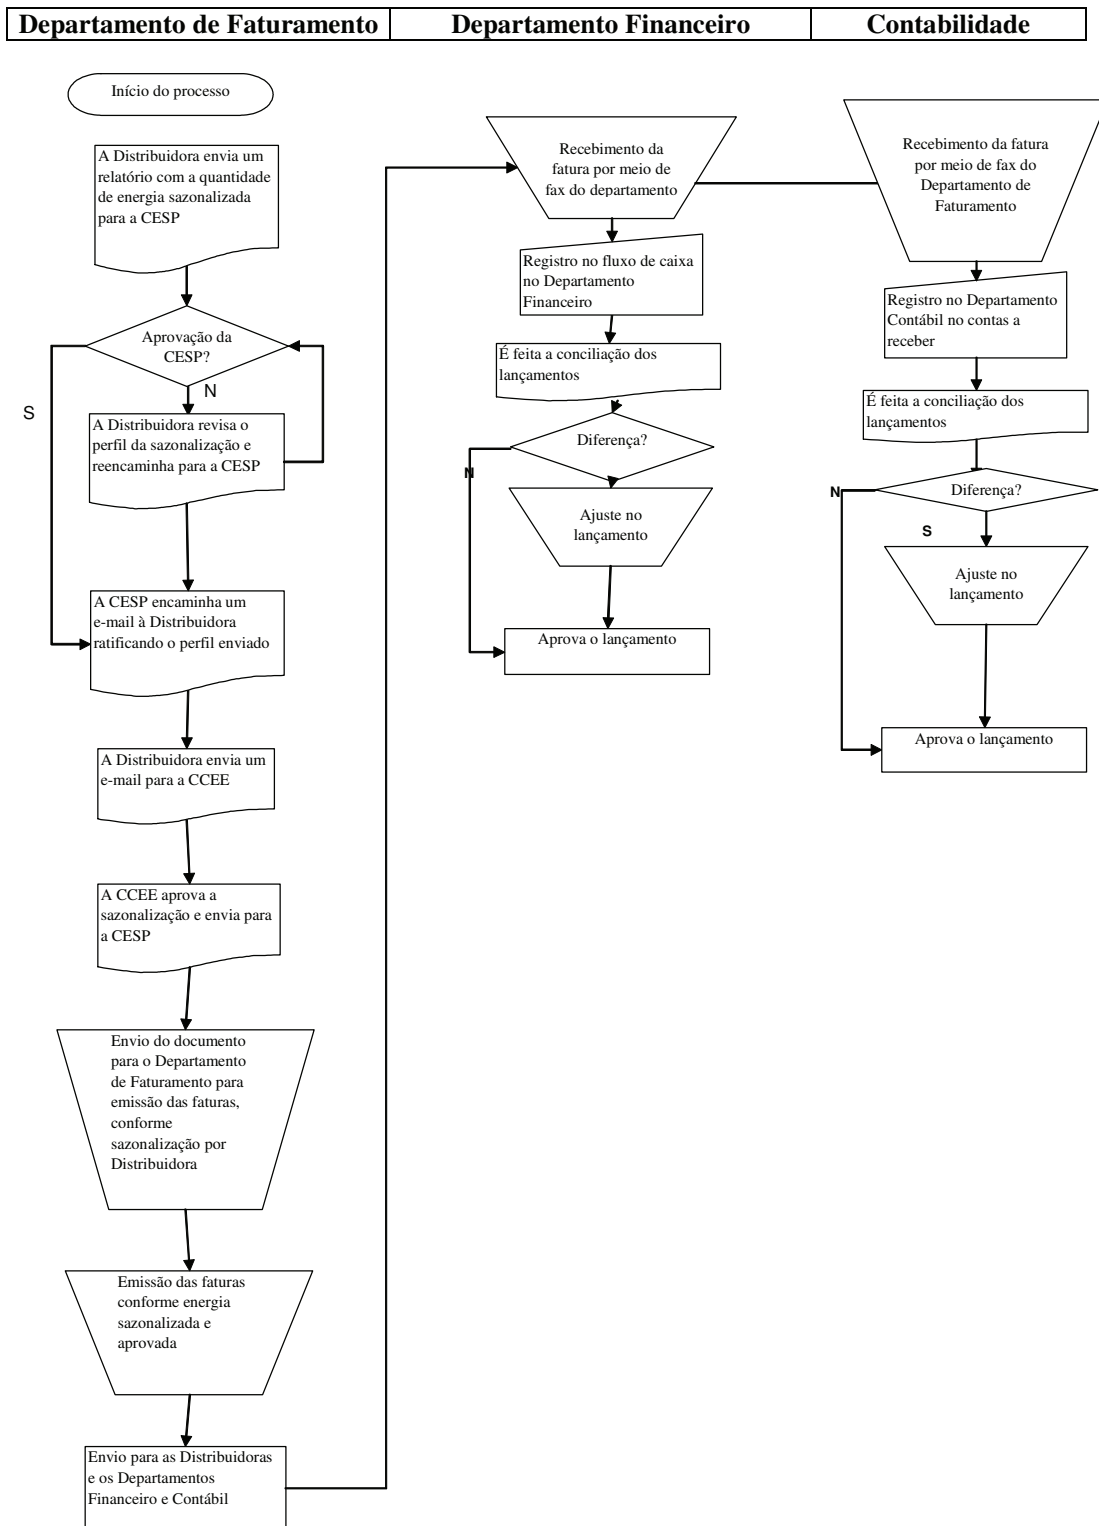 Departamento de Faturamento
Departamento Financeiro
Contabilidade
Início do processo
A Distribuidora envia um
relatório com a quantidade
de energia sazonalizada
para a CESP
Aprovação da
CESP?
S
N
A Distribuidora revisa o
perfil da sazonalização e
reencaminha para a CESP
A CESP encaminha um
e-mail à Distribuidora
ratificando o perfil enviado
A Distribuidora envia um
e-mail para a CCEE
A CCEE aprova a
sazonalização e envia para
a CESP
Envio do documento
para o Departamento
de Faturamento para
emissão das faturas,
conforme
sazonalização por
Distribuidora
Emissão das faturas
conforme energia
sazonalizada e
aprovada
Envio para as Distribuidoras
e os Departamentos
Financeiro e Contábil
Recebimento da
fatura por meio de
fax do departamento
Registro no fluxo de caixa
no Departamento
Financeiro
É feita a conciliação dos
lançamentos
Diferença?
N
Ajuste no
lançamento
Aprova o lançamento
Recebimento da fatura
por meio de fax do
Departamento de
Faturamento
Registro no Departamento
Contábil no contas a
receber
É feita a conciliação dos
lançamentos
Diferença?
N
S
Ajuste no
lançamento
Aprova o lançamento